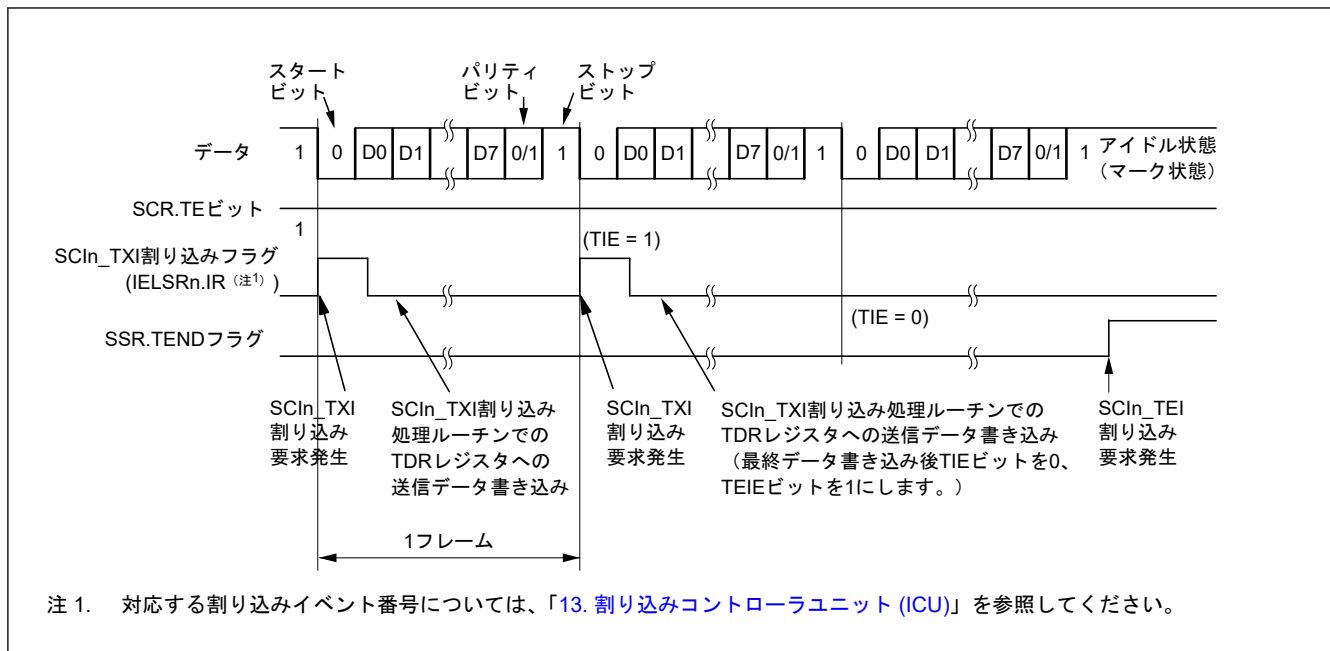 スタート
ビット
パリティ
ビット
ストップ
ビット
データ
1 0 D0 D1 D7 0/1 1 0 D0 D1 D7 0/1 1 0 D0 D1 D7 0/1 1
アイドル状態
(マーク状態)
SCR.TEビット
1
SCIn_TXI割り込みフラグ
(IELSRn.IR (注1) )
(TIE = 1)
(TIE = 0)
SSR.TENDフラグ
SCIn_TXI
割り込み
要求発生
SCIn_TXI割り込み
処理ルーチンでの
TDRレジスタへの
送信データ書き込み
SCIn_TXI
割り込み
要求発生
SCIn_TXI割り込み処理ルーチンでの
TDRレジスタへの送信データ書き込み
(最終データ書き込み後TIEビットを0、
TEIEビットを1にします。)
SCIn_TEI
割り込み
要求発生
1フレーム
注 1. 対応する割り込みイベント番号については、「13. 割り込みコントローラユニット (ICU)」を参照してください。